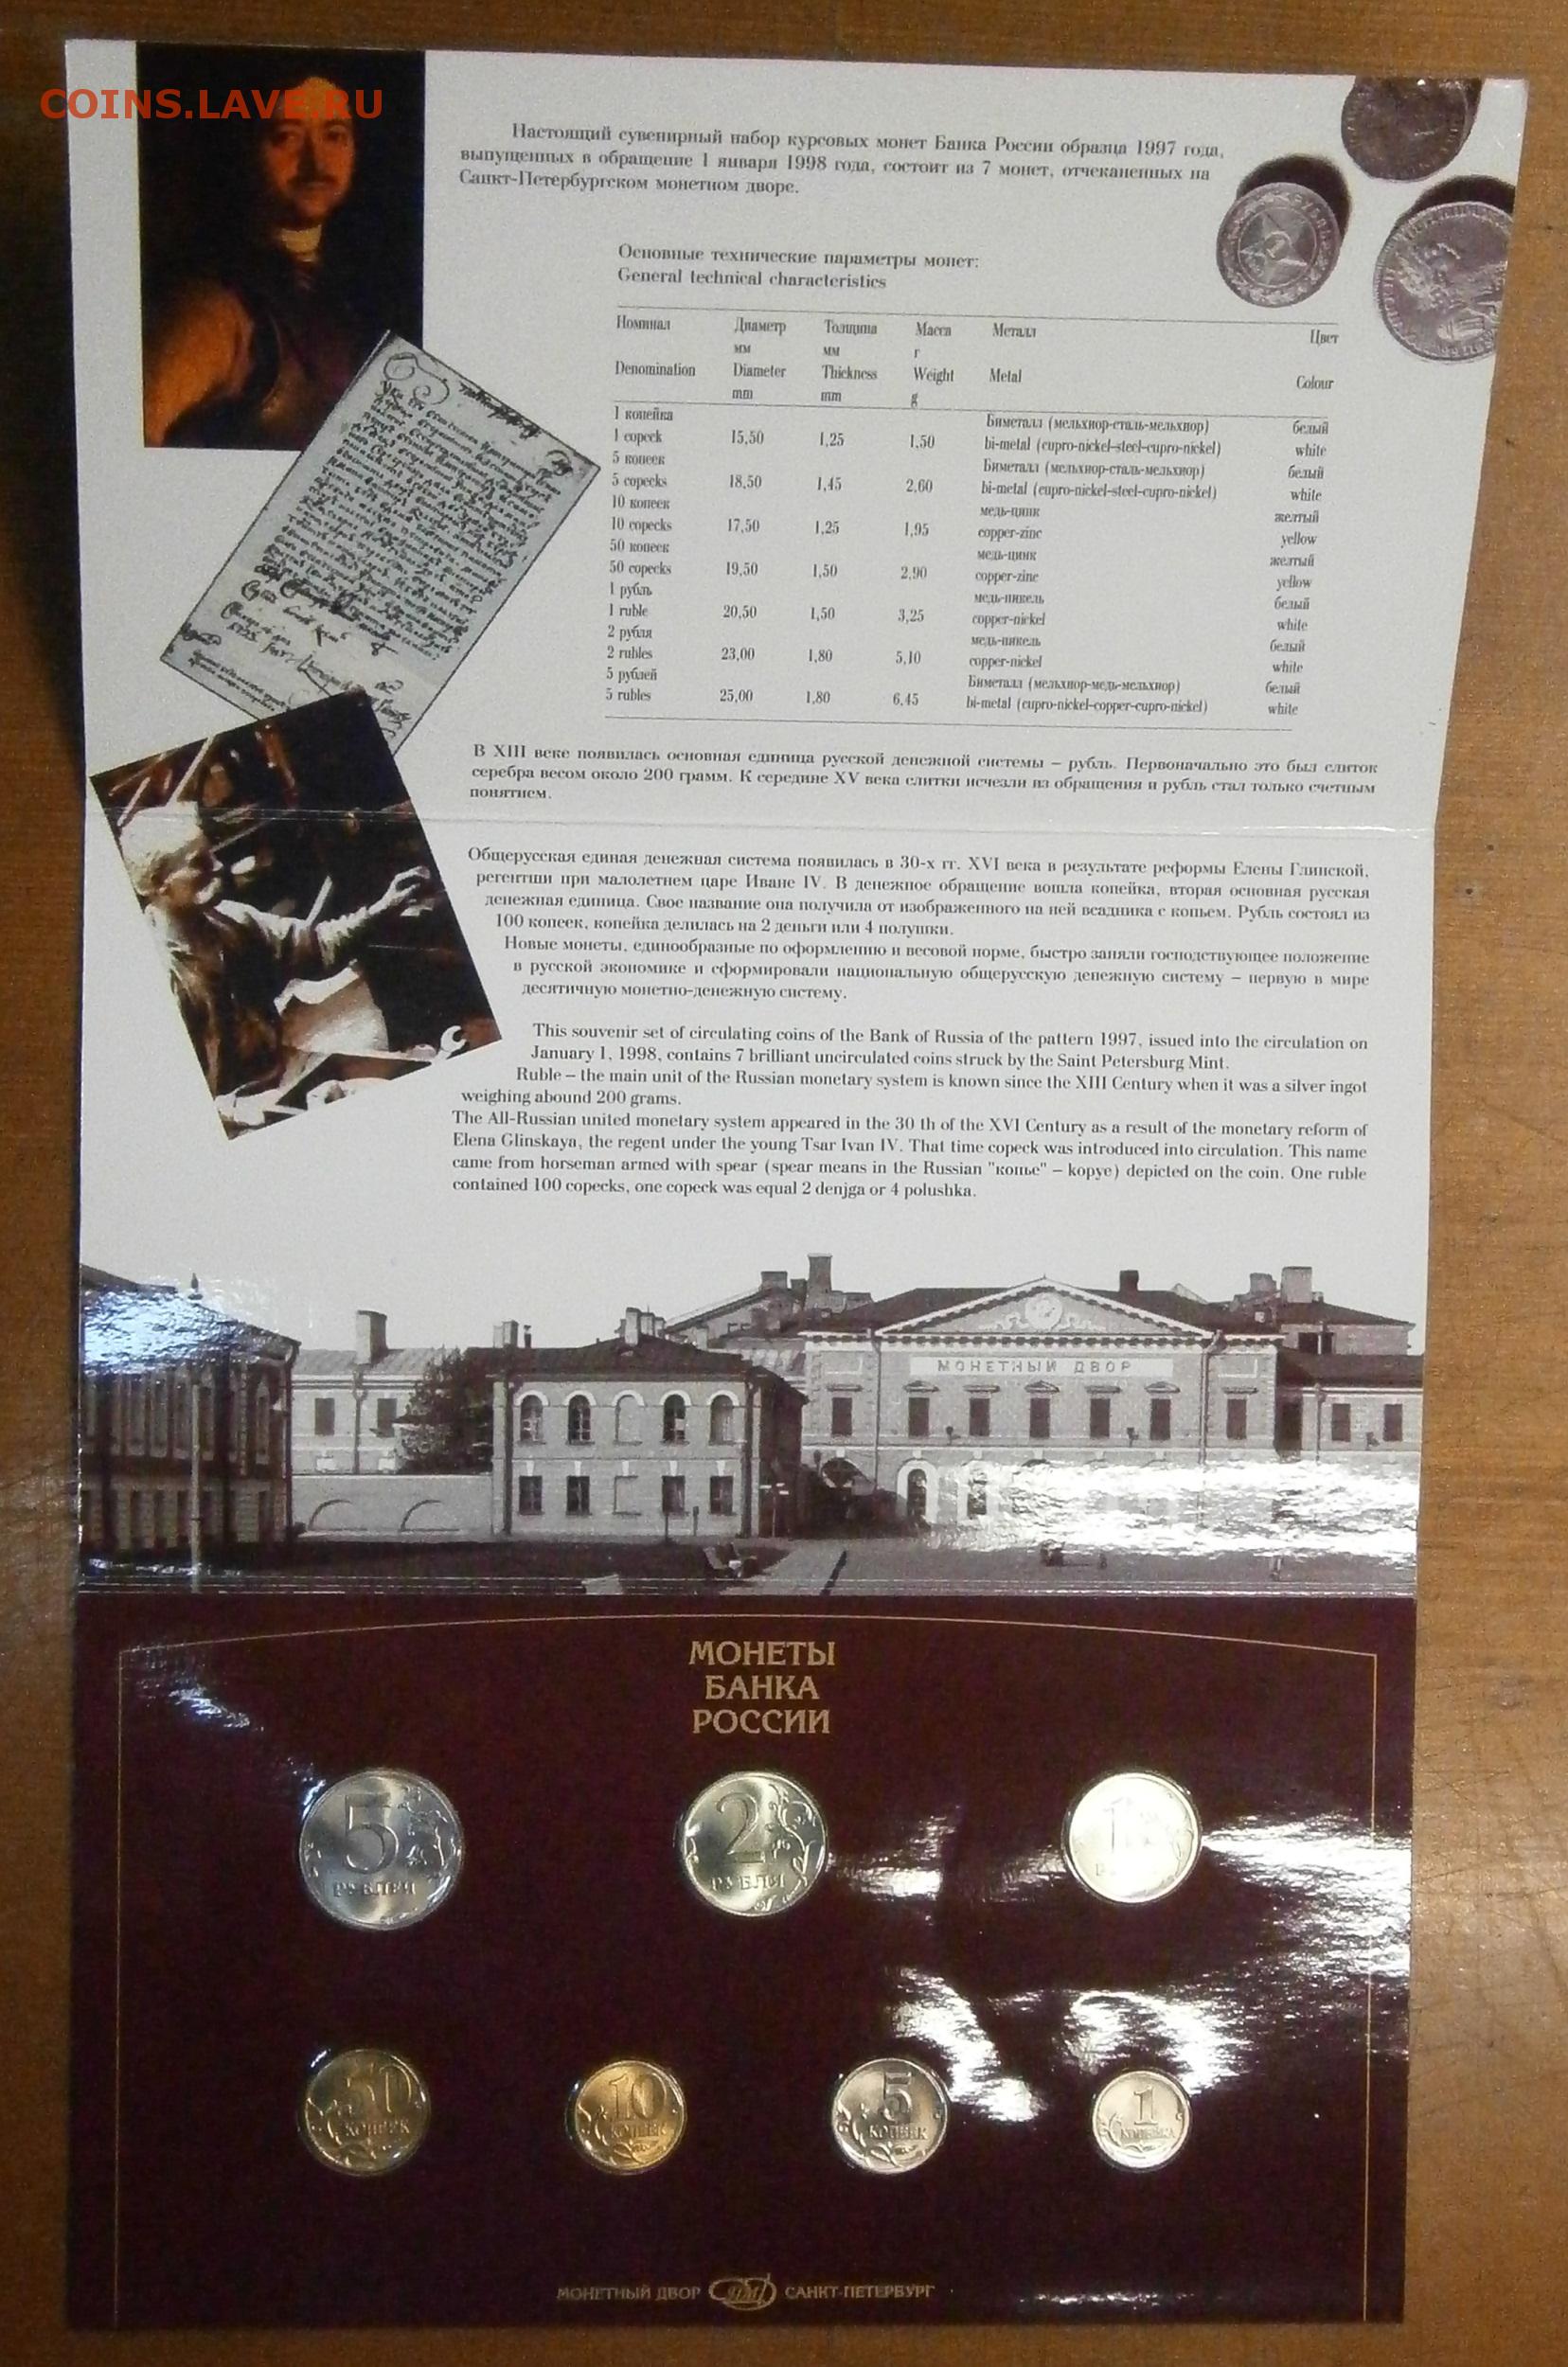 COINS.LAVE.RU
Настоящий сувенирный набор курсовых монет Банка России образца 1997 года,
выпущенных в обращение 1 января 1998 года, состоит из 7 монет, отчеканенных на
Санкт-Петербургском монетном дворе.
Основные технические параметры монет:
General technical characteristics
Номинал Диаметр Толщина Масса Металл Цвет
мм мм г
Denomination Diameter Thickness Weight Metal Colour
mm mm g
1 копейка Биметалл (мельхиор-сталь-мельхиор) белый
1 copeck 15,50 1,25 1,50 bi-metal (cupro-nickel-steel-cupro-nickel) white
5 копеек Биметалл (мельхиор-сталь-мельхиор) белый
5 copecks 18,50 1,45 2,60 bi-metal (cupro-nickel-steel-cupro-nickel) white
10 копеек медь-цинк желтый
10 copecks 17,50 1,25 1,95 copper-zinc yellow
50 копеек медь-цинк желтый
50 copecks 19,50 1,50 2,90 copper-zinc yellow
1 рубль медь-никель белый
1 ruble 20,50 1,50 3,25 copper-nickel white
2 рубля медь-никель белый
2 rubles 23,00 1,80 5,10 copper-nickel white
5 рублей Биметалл (мельхиор-медь-мельхиор) белый
5 rubles 25,00 1,80 6,45 bi-metal (cupro-nickel-copper-cupro-nickel) white
В XIII веке появилась основная единица русской денежной системы – рубль. Первоначально это был слиток
серебра весом около 200 грамм. К середине XV века слитки исчезли из обращения и рубль стал только счетным
понятием.
Общерусская единая денежная система появилась в 30-х гг. XVI века в результате реформы Елены Глинской,
регентши при малолетнем царе Иване IV. В денежное обращение вошла копейка, вторая основная русская
денежная единица. Свое название она получила от изображенного на ней всадника с копьем. Рубль состоял из
100 копеек, копейка делилась на 2 деньги или 4 полушки.
Новые монеты, единообразные по оформлению и весовой норме, быстро заняли господствующее положение
в русской экономике и сформировали национальную общерусскую денежную систему – первую в мире
десятичную монетно-денежную систему.
This souvenir set of circulating coins of the Bank of Russia of the pattern 1997, issued into the circulation on
January 1, 1998, contains 7 brilliant uncirculated coins struck by the Saint Petersburg Mint.
Ruble – the main unit of the Russian monetary system is known since the XIII Century when it was a silver ingot
weighing abound 200 grams.
The All-Russian united monetary system appeared in the 30 th of the XVI Century as a result of the monetary reform of
Elena Glinskaya, the regent under the young Tsar Ivan IV. That time copeck was introduced into circulation. This name
came from horseman armed with spear (spear means in the Russian "копье" – kopye) depicted on the coin. One ruble
contained 100 copecks, one copeck was equal 2 denjga or 4 polushka.
МОНЕТНЫЙ ДВОР
МОНЕТЫ
БАНКА
РОССИИ
5 2 1
РУБЛЕЙ РУБЛЯ
50 10 5 1
КОПЕЕК КОПЕЕК КОПЕЕК КОПЕЙКА
МОНЕТНЫЙ ДВОР САНКТ-ПЕТЕРБУРГ